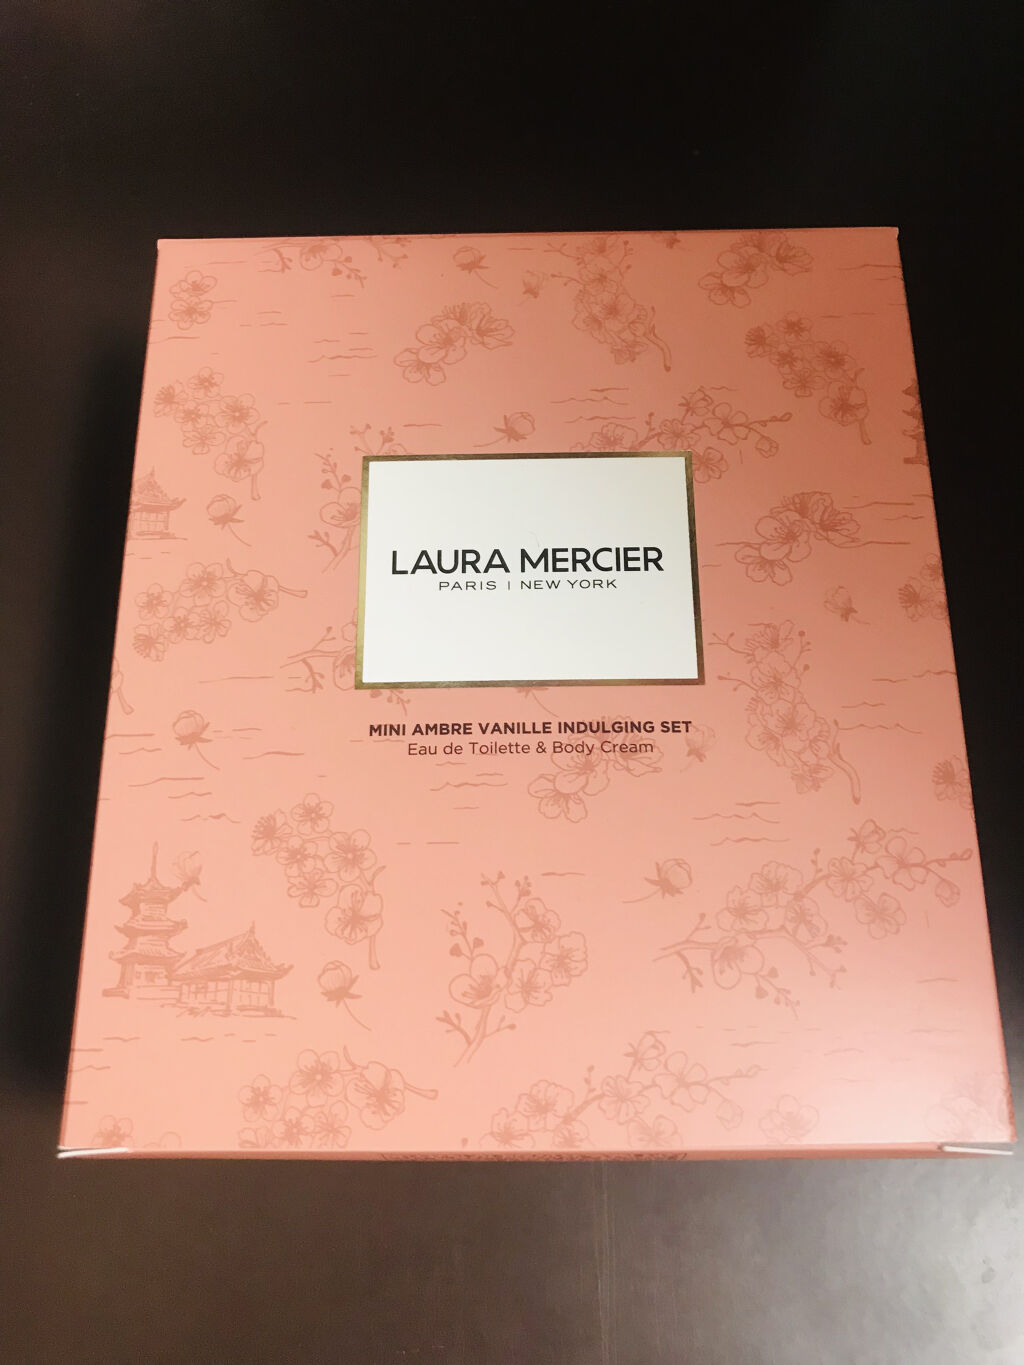 LAURA MERCIER
PARIS | NEW YORK
MINI AMBRE VANILLE INDULGING SET
Eau de Toilette & Body Cream